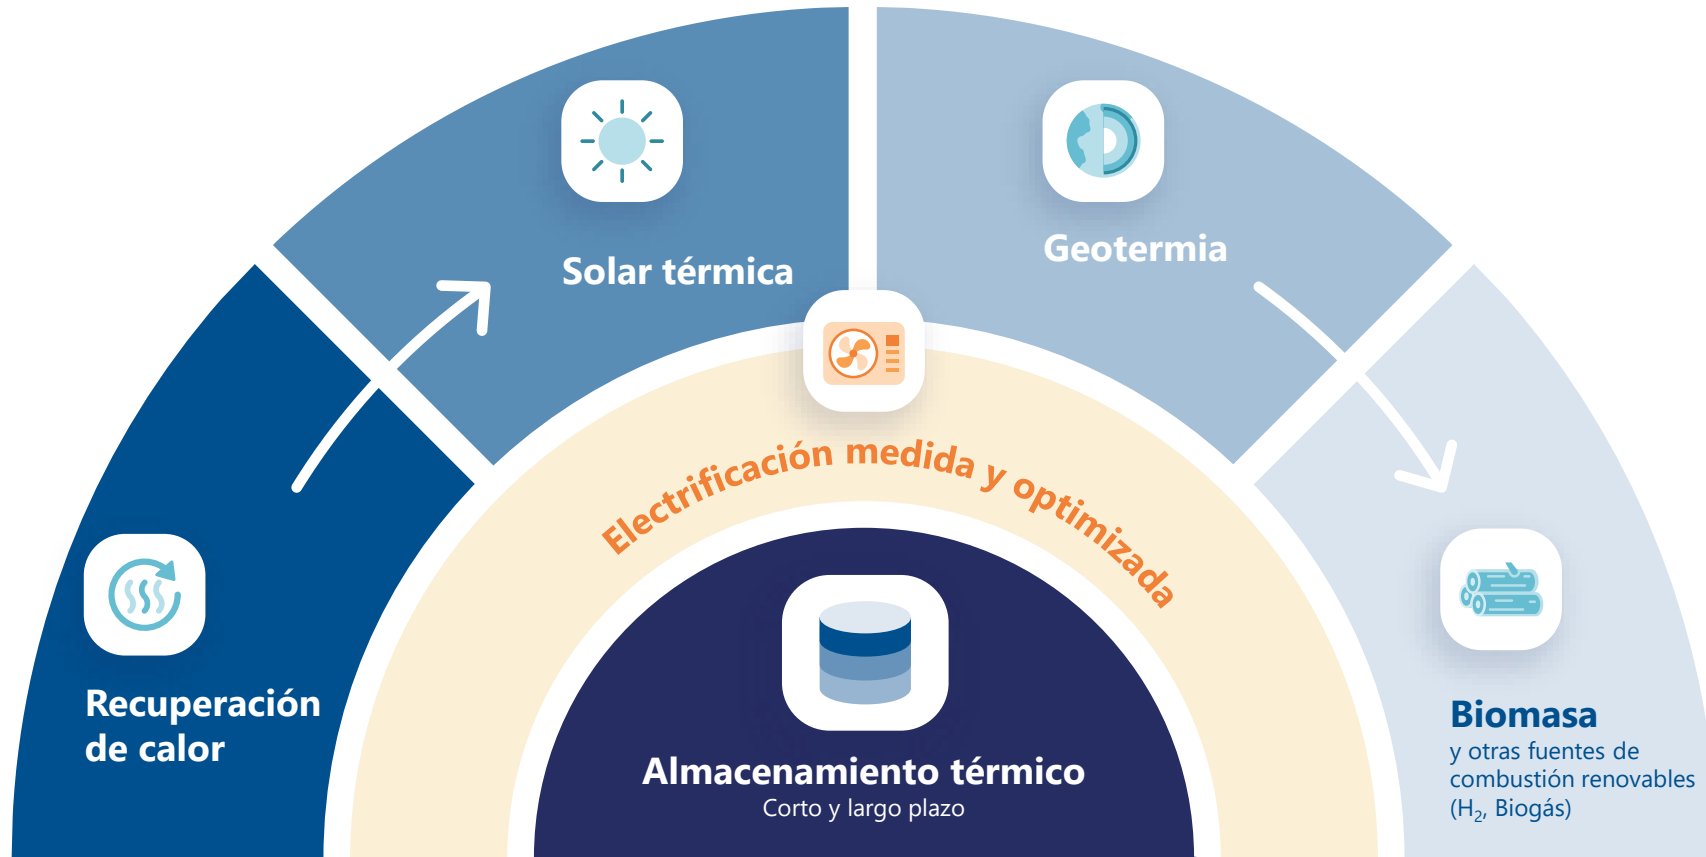 Solar térmica
Geotermia
Electrificación medida y optimizada
Recuperación
de calor
Almacenamiento térmico
Corto y largo plazo
Biomasa
y otras fuentes de
combustión renovables
(H₂, Biogás)